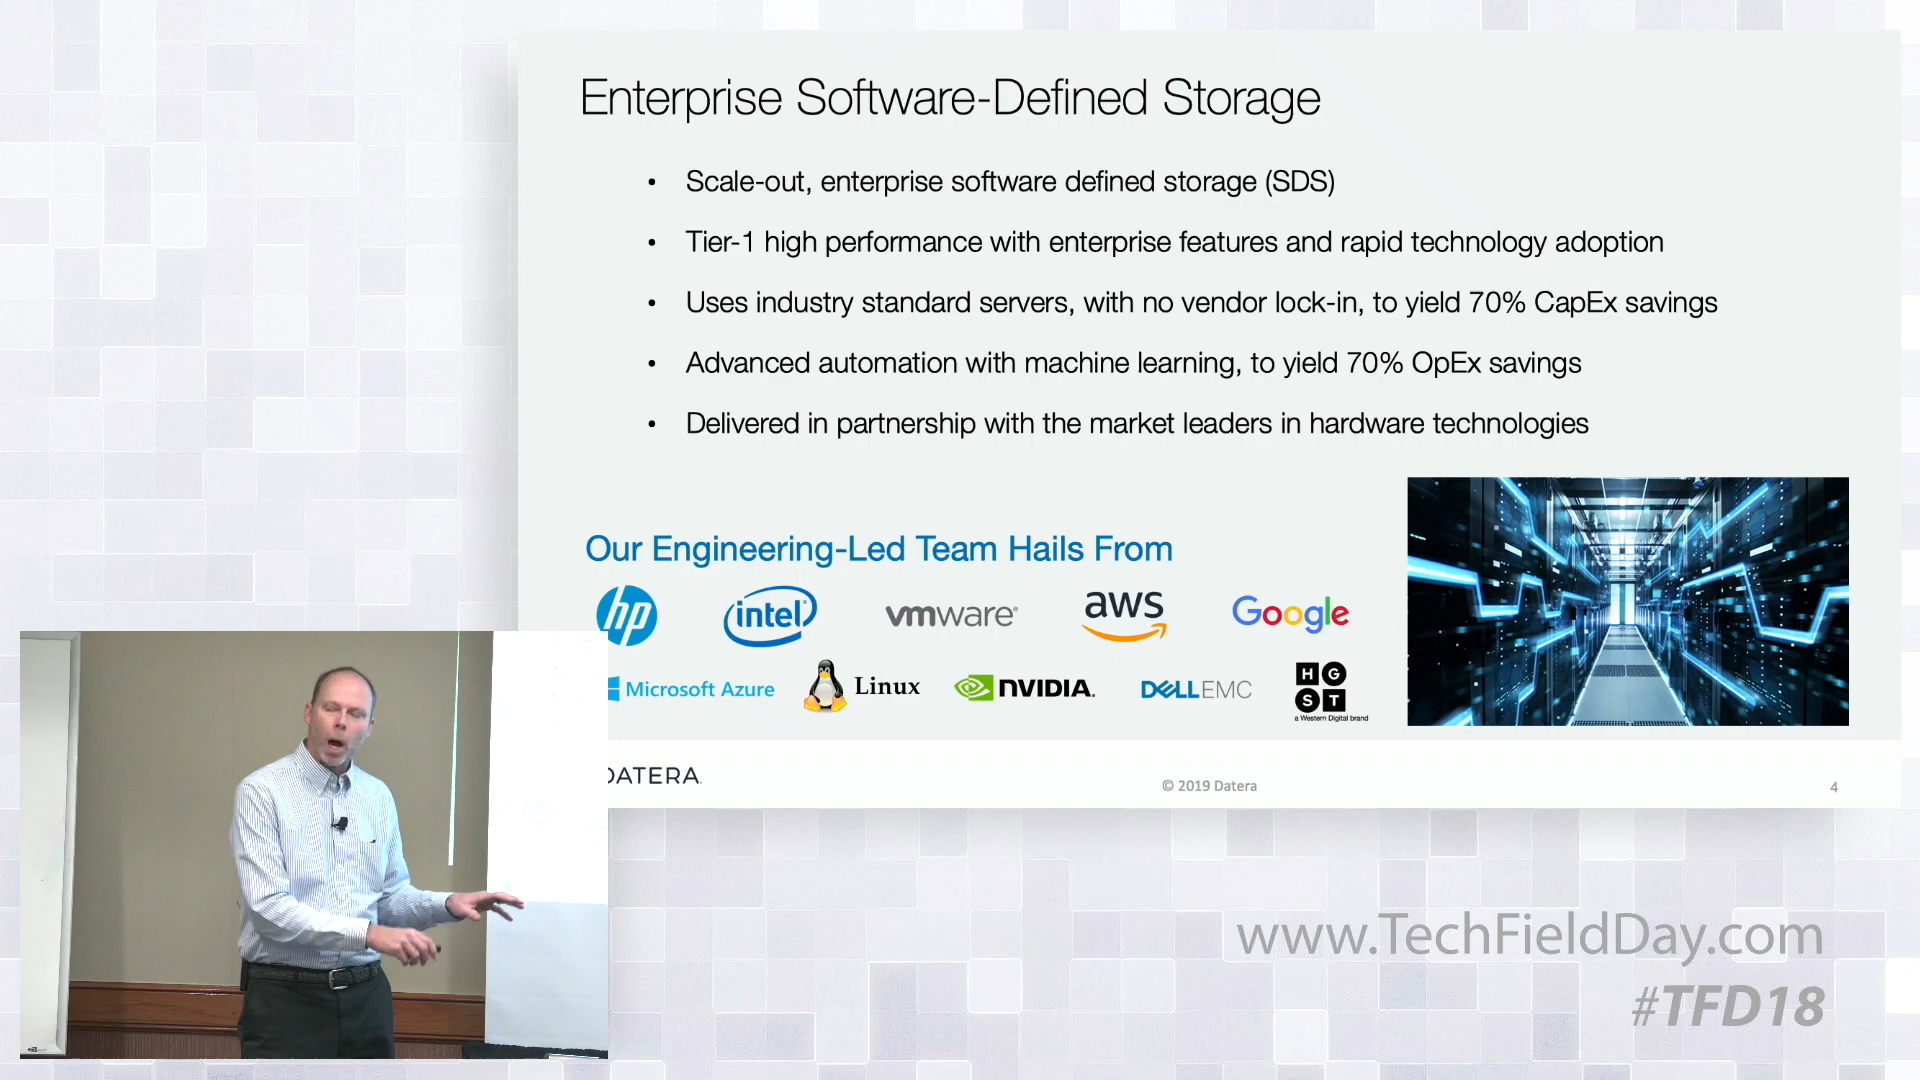 Enterprise Software-Defined Storage
• Scale-out, enterprise software defined storage (SDS)
• Tier-1 high performance with enterprise features and rapid technology adoption
• Uses industry standard servers, with no vendor lock-in, to yield 70% CapEx savings
• Advanced automation with machine learning, to yield 70% OpEx savings
• Delivered in partnership with the market leaders in hardware technologies
Our Engineering-Led Team Hails From
hp intel vmware aws Google
Microsoft Azure Linux NVIDIA. DELLEMC HGST
a Western Digital brand
DATERA.
© 2019 Datera
4
www.TechFieldDay.com
#TFD18